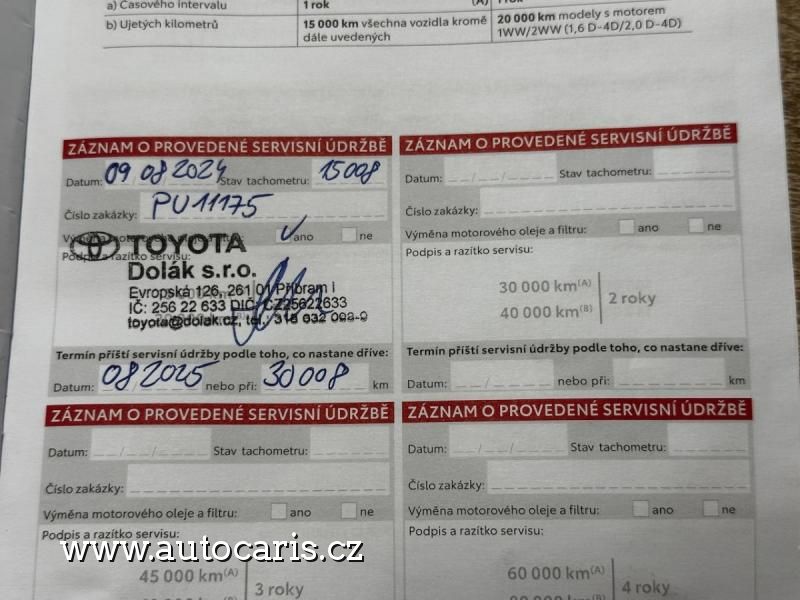 a) Časového intervalu 1 rok (A) 1 rok
b) Ujetých kilometrů 15 000 km všechna vozidla kromě dále uvedených 20 000 km modely s motorem 1WW/2WW (1,6 D-4D/2,0 D-4D)
ZÁZNAM O PROVEDENÉ SERVISNÍ ÚDRŽBĚ
Datum: 09 08 2024 Stav tachometru: 15008
Číslo zakázky: PU11175
Výměna motorového oleje a filtru: ano ne
Podpis a razítko servisu:
TOYOTA
Dolák s.r.o.
Evropská 126, 261 01 Příbram I
IČ: 256 22 633 DIČ: CZ25622633
toyota@dolak.cz, tel.: 318 632
Termín příští servisní údržby podle toho, co nastane dříve:
Datum: 08 2025 nebo při: 30008 km
ZÁZNAM O PROVEDENÉ SERVISNÍ ÚDRŽBĚ
Datum: Stav tachometru:
Číslo zakázky:
Výměna motorového oleje a filtru: ano ne
Podpis a razítko servisu:
30 000 km(A)
40 000 km(B)
2 roky
Termín příští servisní údržby podle toho, co nastane dříve:
Datum: nebo při: km
ZÁZNAM O PROVEDENÉ SERVISNÍ ÚDRŽBĚ
Datum: Stav tachometru:
Číslo zakázky:
Výměna motorového oleje a filtru: ano ne
Podpis a razítko servisu:
45 000 km(A)
3 roky
ZÁZNAM O PROVEDENÉ SERVISNÍ ÚDRŽBĚ
Datum: Stav tachometru:
Číslo zakázky:
Výměna motorového oleje a filtru: ano ne
Podpis a razítko servisu:
60 000 km(A)
4 roky
www.autocaris.cz